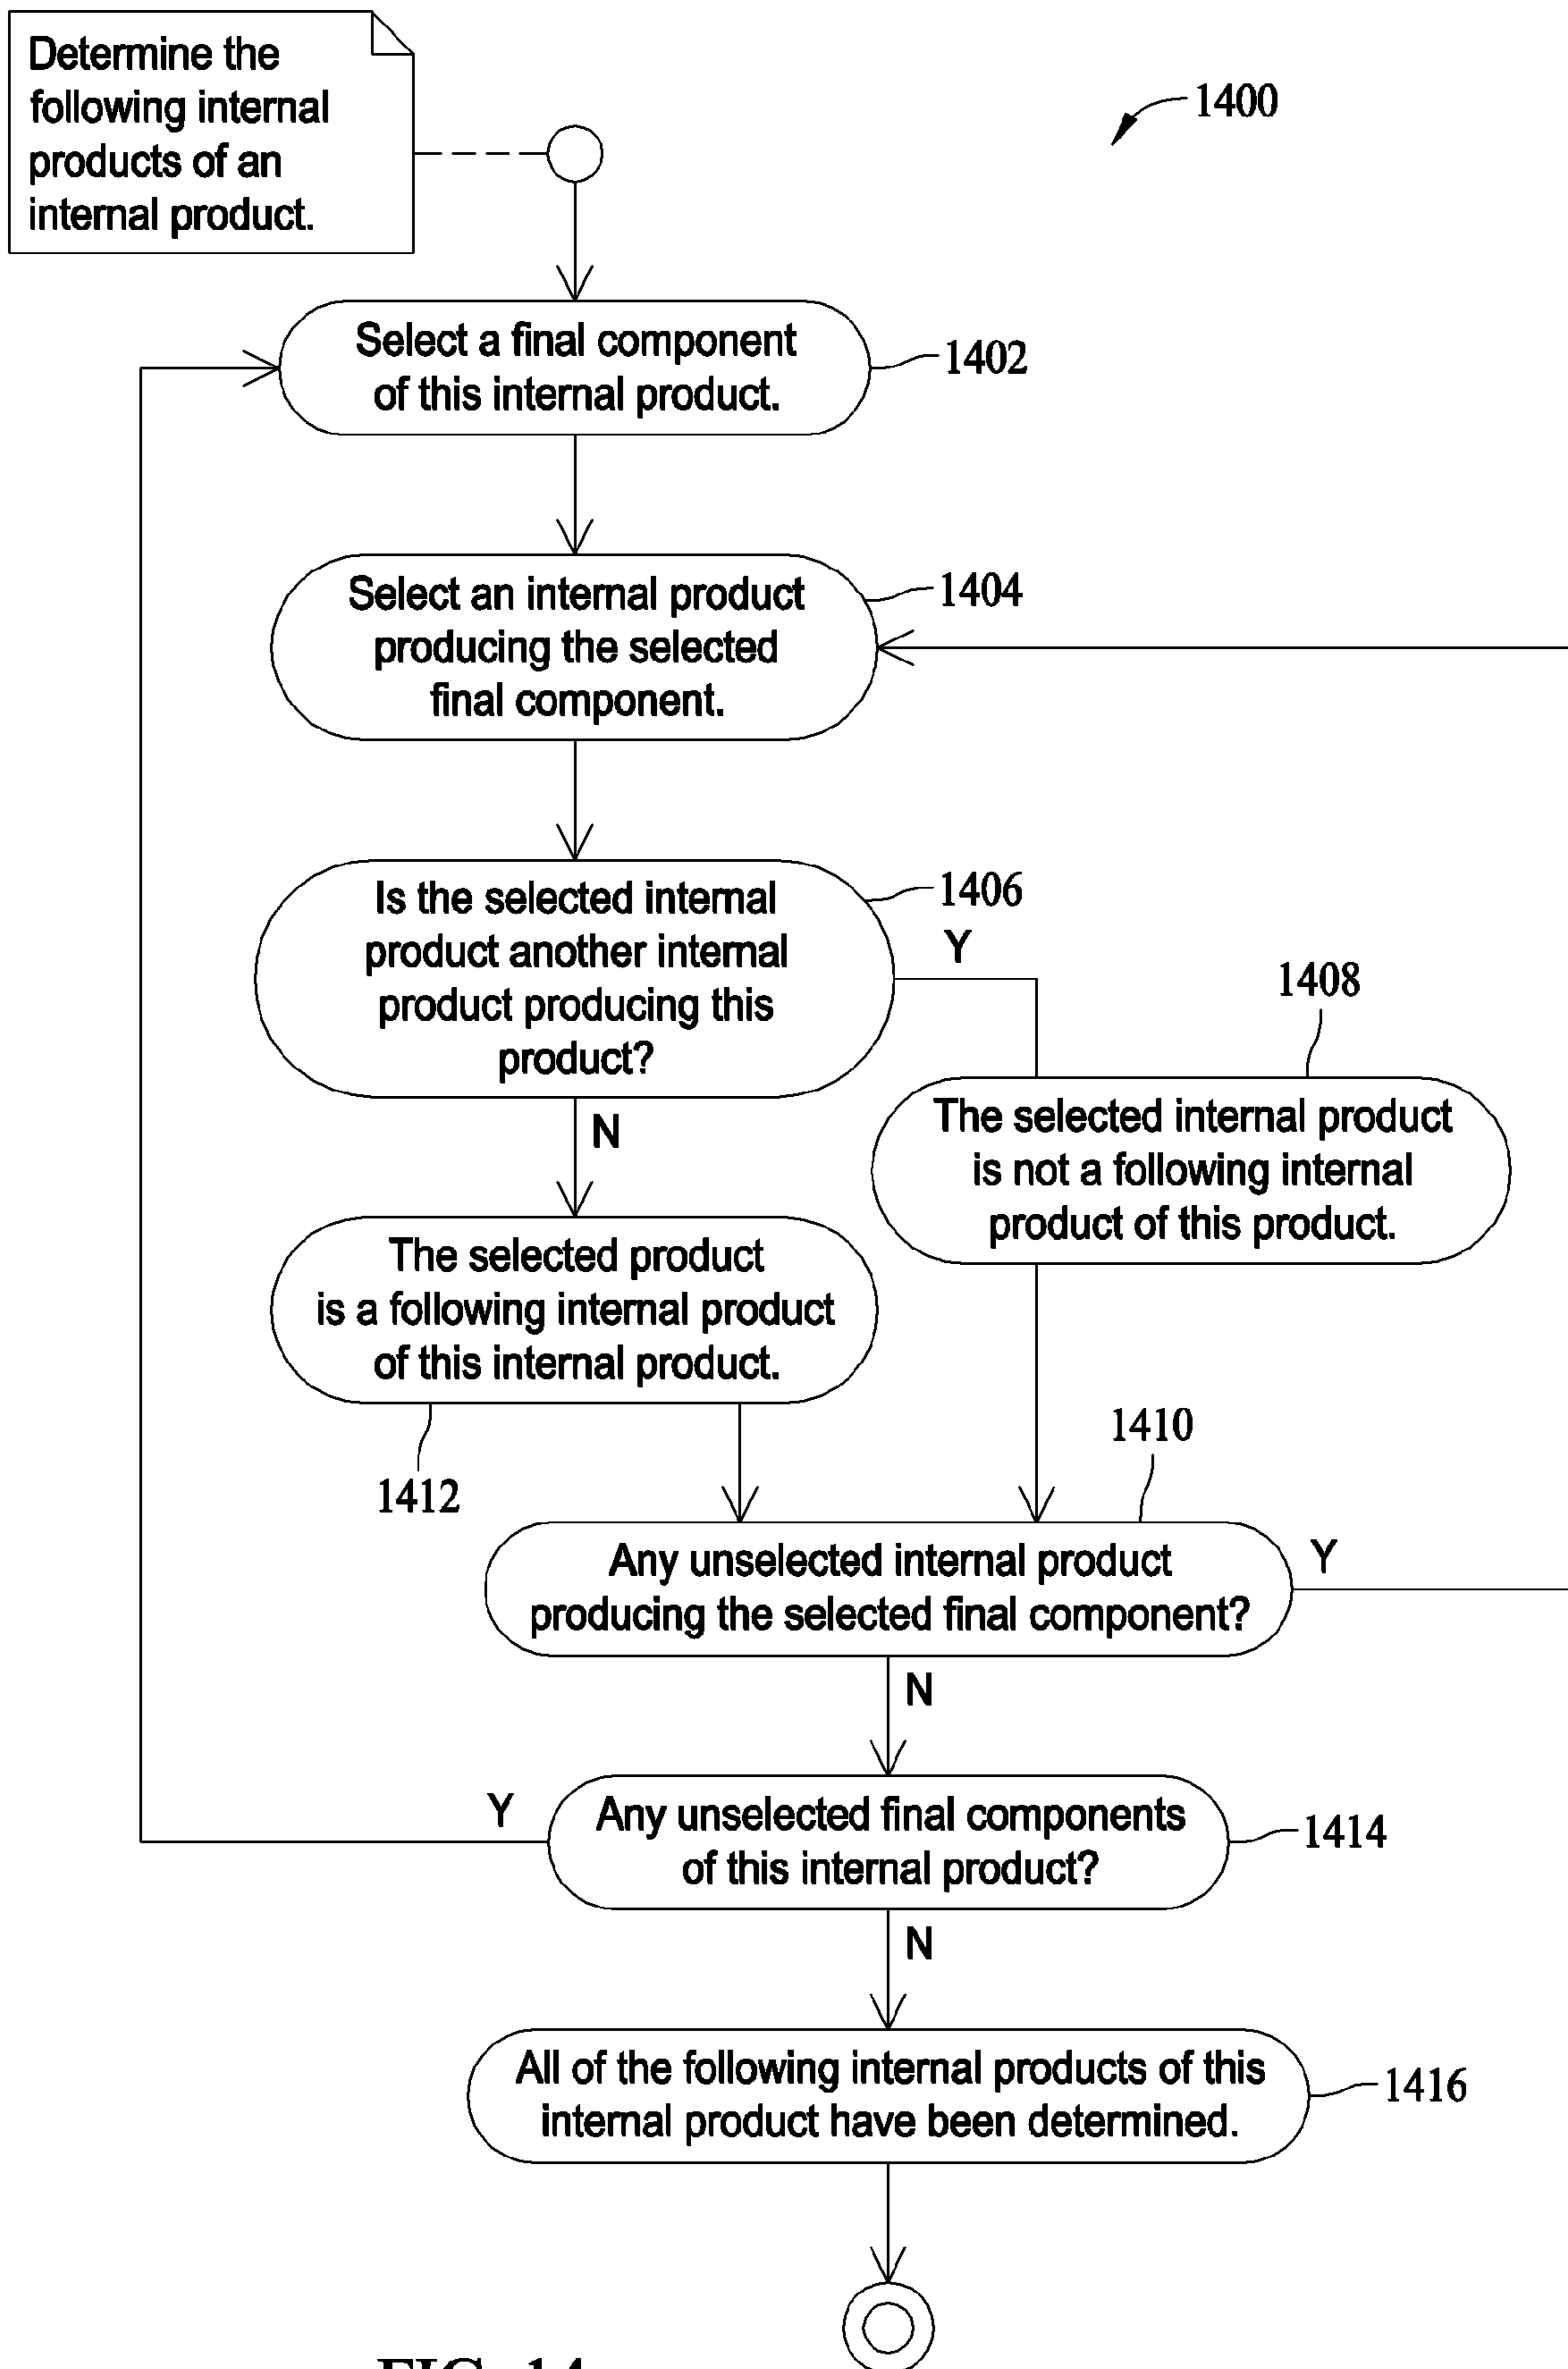 Determine the
following internal
products of an
internal product.
1400
Select a final component
of this internal product.
1402
Select an internal product
producing the selected
final component.
1404
Is the selected internal
product another internal
product producing this
product?
1406
Y
1408
N
The selected internal product
is not a following internal
product of this product.
The selected product
is a following internal product
of this internal product.
1412
1410
Any unselected internal product
producing the selected final component?
Y
N
Y
Any unselected final components
of this internal product?
1414
N
All of the following internal products of this
internal product have been determined.
1416
FIG. 14